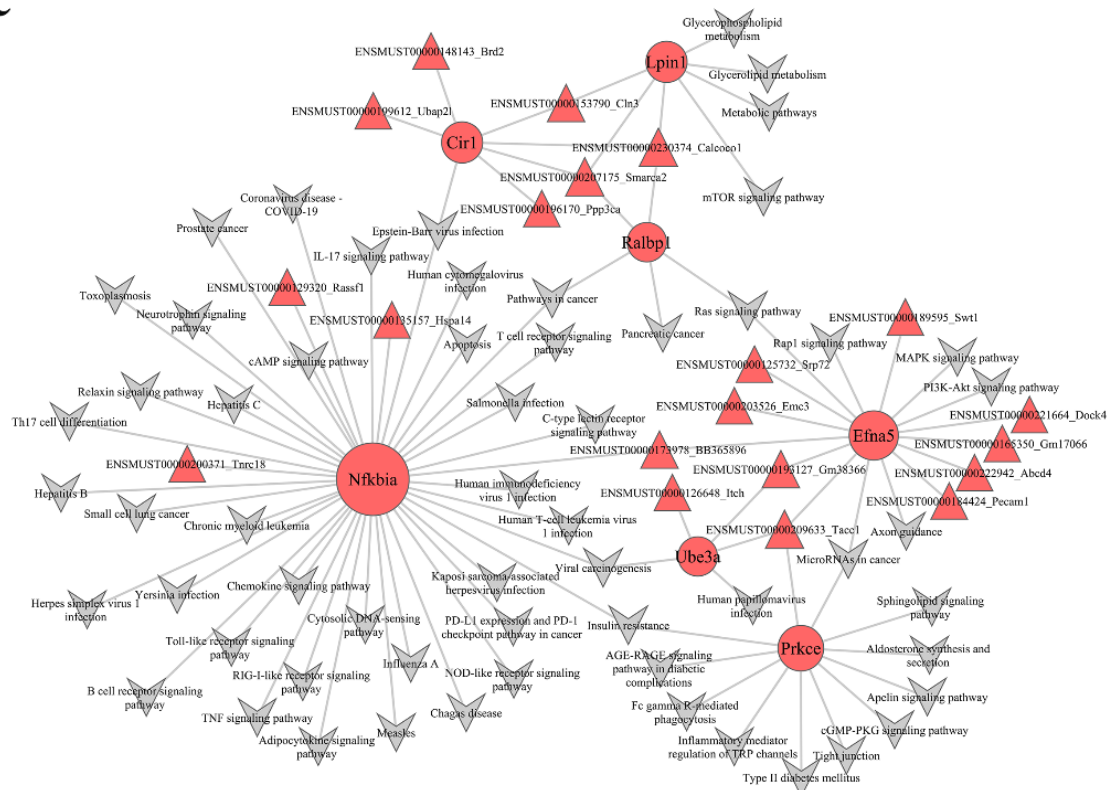 C
Glycerophospholipid
metabolism
ENSMUST00000148143_Brd2
Lpin1
Glycerolipid metabolism
ENSMUST00000153790_Cln3
ENSMUST00000199612_Ubap2l
Metabolic pathways
Cir1
ENSMUST00000230374_Calcoco1
ENSMUST00000207175_Smarca2
mTOR signaling pathway
Coronavirus disease -
COVID-19
ENSMUST00000196170_Ppp3ca
Prostate cancer
Epstein-Barr virus infection
Ralbp1
IL-17 signaling pathway
Human cytomegalovirus
infection
ENSMUST00000129320_Rassf1
Toxoplasmosis
Pathways in cancer
Neurotrophin signaling
pathway
ENSMUST00000135157_Hspa14
Ras signaling pathway
ENSMUST00000189595_Swt1
Pancreatic cancer
T cell receptor signaling
pathway
Apoptosis
Rap1 signaling pathway
cAMP signaling pathway
MAPK signaling pathway
ENSMUST00000125732_Srp72
Relaxin signaling pathway
PI3K-Akt signaling pathway
Hepatitis C
Salmonella infection
ENSMUST00000203526_Emc3
ENSMUST00000221664_Dock4
Th17 cell differentiation
C-type lectin receptor
signaling pathway
Efna5
ENSMUST00000165350_Gm17066
ENSMUST00000173978_BB365896
ENSMUST00000200371_Tnrc18
ENSMUST00000193127_Gm38366
ENSMUST00000222942_Abcd4
Nfkbia
Human immunodeficiency
virus 1 infection
ENSMUST00000126648_Itch
Hepatitis B
ENSMUST00000184424_Pecam1
Small cell lung cancer
Chronic myeloid leukemia
Human T-cell leukemia virus
1 infection
ENSMUST00000209633_Tacc1
Axon guidance
Ube3a
MicroRNAs in cancer
Viral carcinogenesis
Chemokine signaling pathway
Kaposi sarcoma-associated
herpesvirus infection
Yersinia infection
Herpes simplex virus 1
infection
Human papillomavirus
infection
Sphingolipid signaling
pathway
Cytosolic DNA-sensing
pathway
PD-L1 expression and PD-1
checkpoint pathway in cancer
Insulin resistance
Toll-like receptor signaling
pathway
Prkce
Aldosterone synthesis and
secretion
AGE-RAGE signaling
pathway in diabetic
complications
Influenza A
RIG-I-like receptor signaling
pathway
NOD-like receptor signaling
pathway
B cell receptor signaling
pathway
Apelin signaling pathway
Fc gamma R-mediated
phagocytosis
Chagas disease
TNF signaling pathway
cGMP-PKG signaling pathway
Measles
Adipocytokine signaling
pathway
Inflammatory mediator
regulation of TRP channels
Tight junction
Type II diabetes mellitus